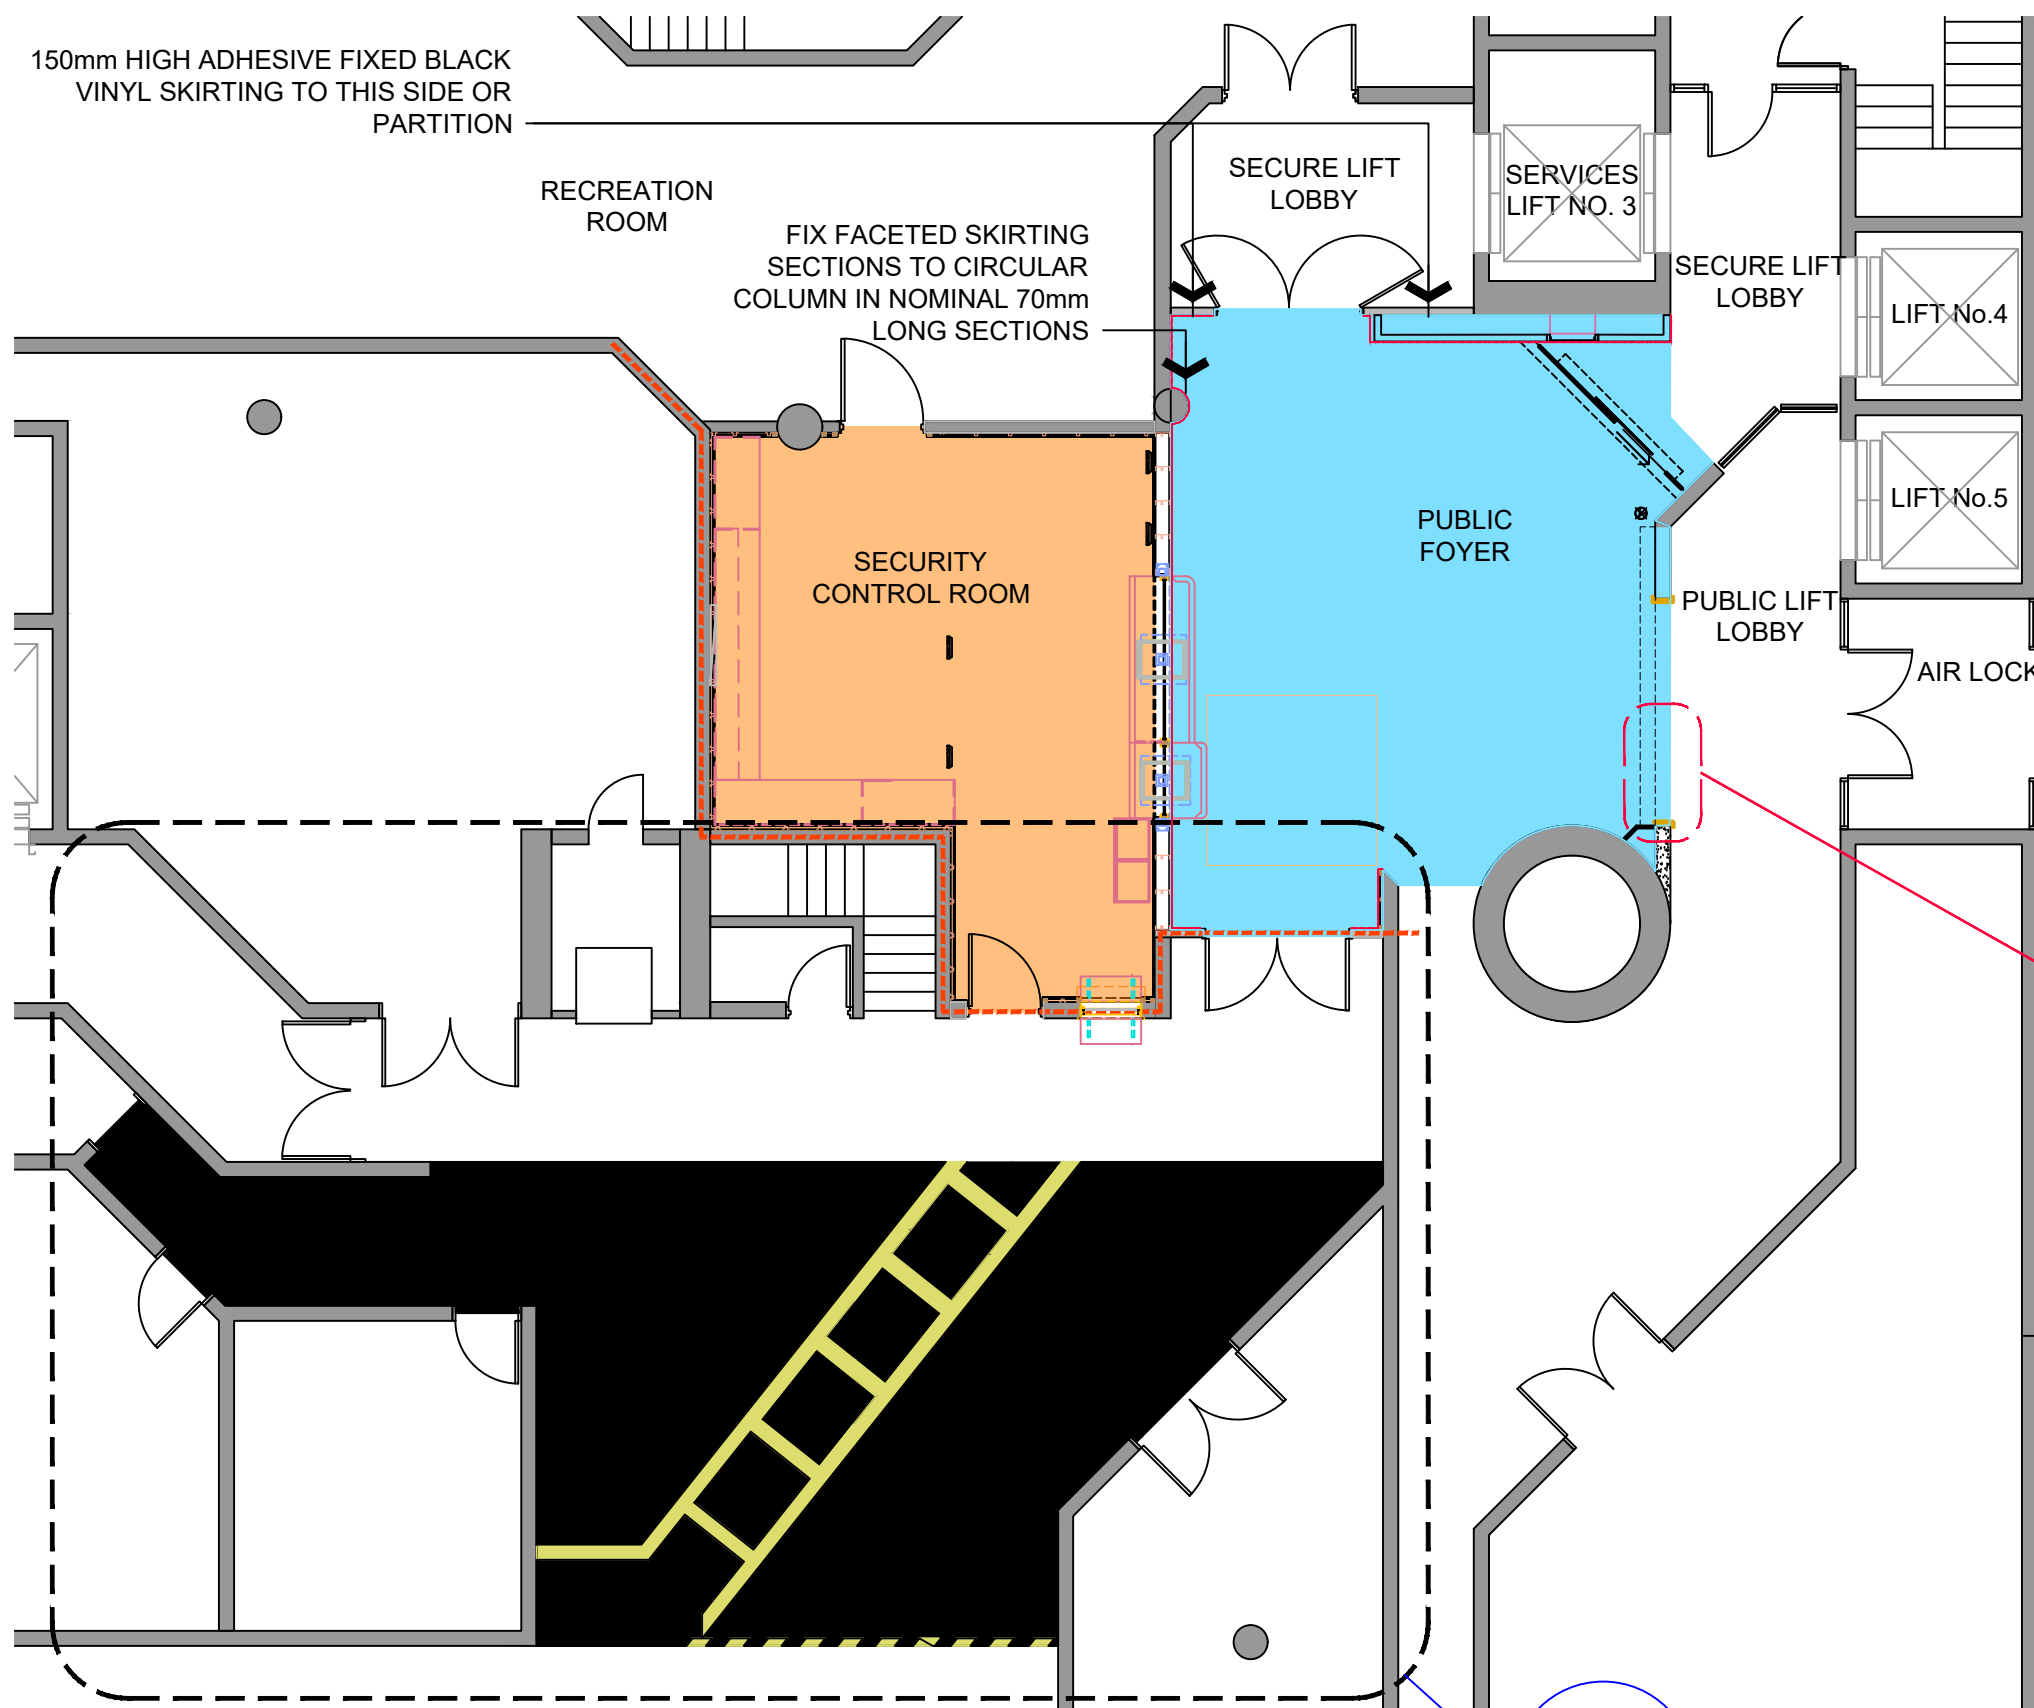 150mm HIGH ADHESIVE FIXED BLACK
VINYL SKIRTING TO THIS SIDE OR
PARTITION
RECREATION
ROOM
SECURE LIFT
LOBBY
SERVICES
LIFT NO. 3
FIX FACETED SKIRTING
SECTIONS TO CIRCULAR
COLUMN IN NOMINAL 70mm
LONG SECTIONS
SECURE LIFT
LOBBY
LIFT No.4
LIFT No.5
PUBLIC
FOYER
SECURITY
CONTROL ROOM
PUBLIC LIFT
LOBBY
AIR LOCK